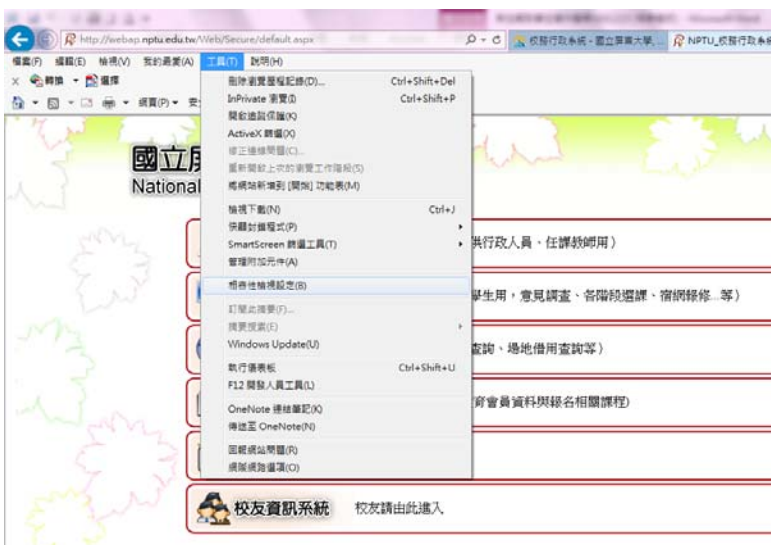 http://webap.nptu.edu.tw/Web/Secure/default.aspx
校務行政系統 - 國立屏東大學,...
NPTU_校務行政系統
檔案(F) 編輯(E) 檢視(V) 我的最愛(A) 工具(T) 說明(H)
x 轉換 選擇
網頁(P) 安
刪除瀏覽歷程記錄(D)... Ctrl+Shift+Del
InPrivate 瀏覽(I) Ctrl+Shift+P
開啟追蹤保護(K)
ActiveX 篩選(X)
修正連線問題(C)...
重新開啟上次的瀏覽工作階段(S)
將網站新增到 [開始] 功能表(M)
檢視下載(N) Ctrl+J
快顯封鎖程式(P)
SmartScreen 篩選工具(T)
管理附加元件(A)
相容性檢視設定(B)
訂閱此摘要(F)...
摘要探索(E)
Windows Update(U)
執行儀表板 Ctrl+Shift+U
F12 開發人員工具(L)
OneNote 連結筆記(K)
傳送至 OneNote(N)
回報網站問題(R)
網際網路選項(O)
國立屏
National
供行政人員、任課教師用)
學生用，意見調查、各階段選課、宿網報修...等)
查詢、場地借用查詢等)
育會員資料與報名相關課程)
校友資訊系統 校友請由此進入